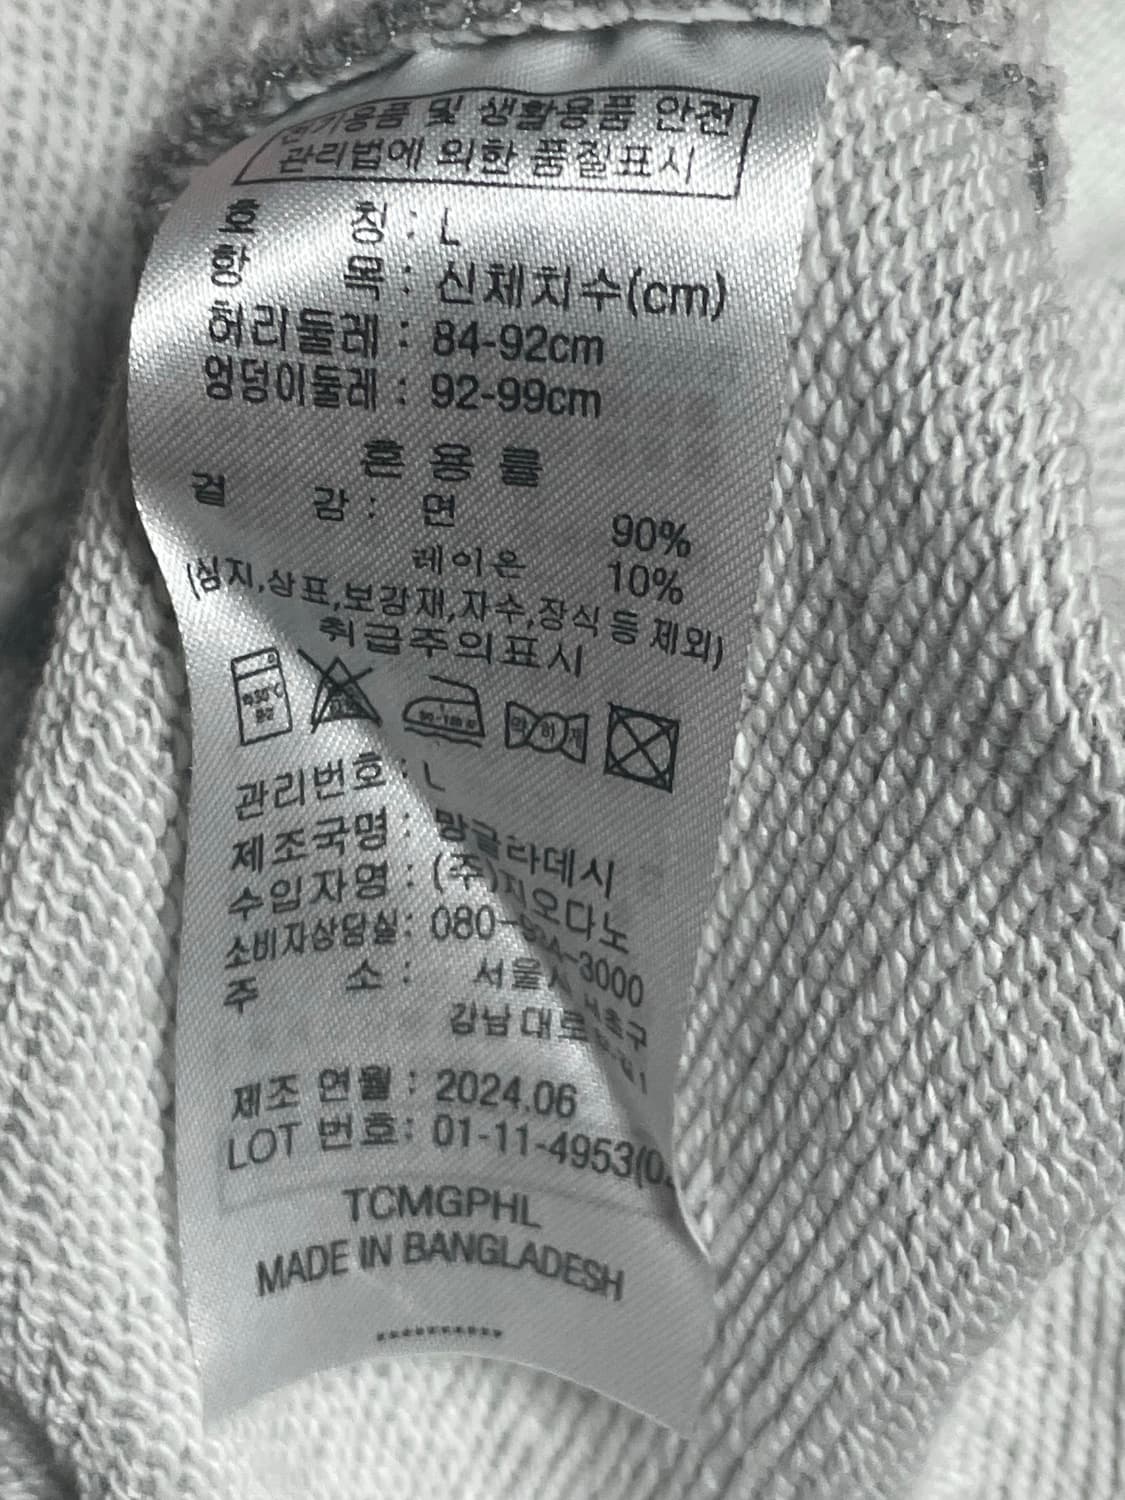 전기용품 및 생활용품 안전
관리법에 의한 품질표시
호 칭 : L
항 목 : 신체치수(cm)
허리둘레 : 84-92cm
엉덩이둘레 : 92-99cm
혼 용 률
겉 감 : 면 90%
레이온 10%
(심지,상표,보강재,자수,장식 등 제외)
취급주의표시
약하게
관리번호 : L
제조국명 : 방글라데시
수입자명 : (주)지오다노
소비자상담실: 080- -3000
주 소 : 서울시 서초구
강남대로
제조 연월 : 2024.06
LOT 번호: 01-11-4953(0
TCMGPHL
MADE IN BANGLADESH